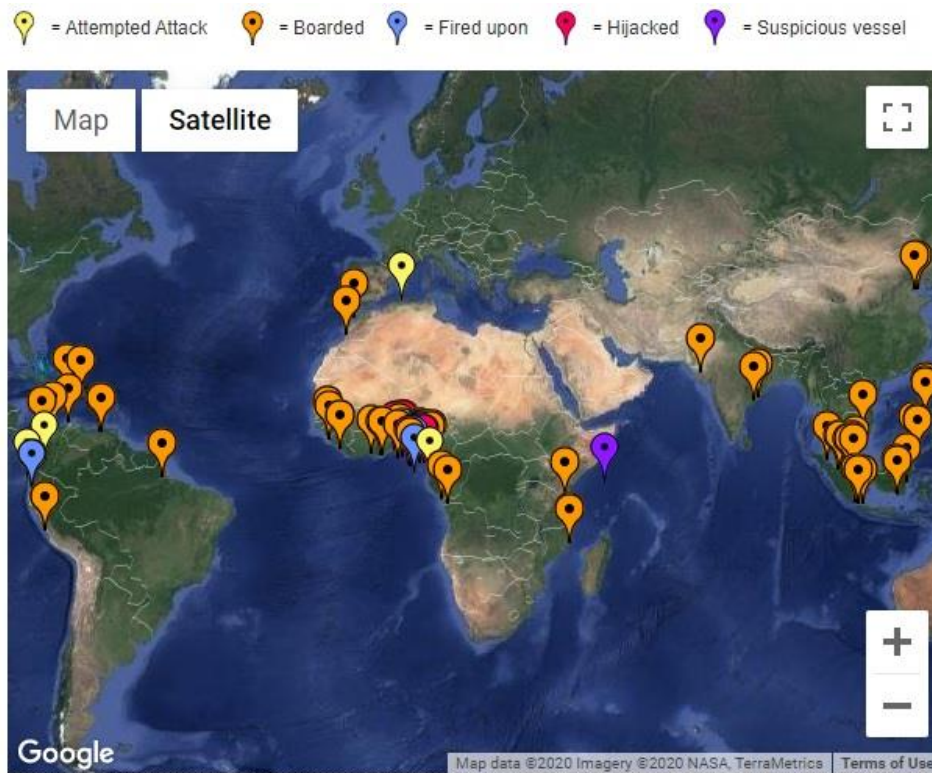 = Attempted Attack = Boarded = Fired upon = Hijacked = Suspicious vessel
Map Satellite
Google
Map data ©2020 Imagery ©2020 NASA, TerraMetrics Terms of Use